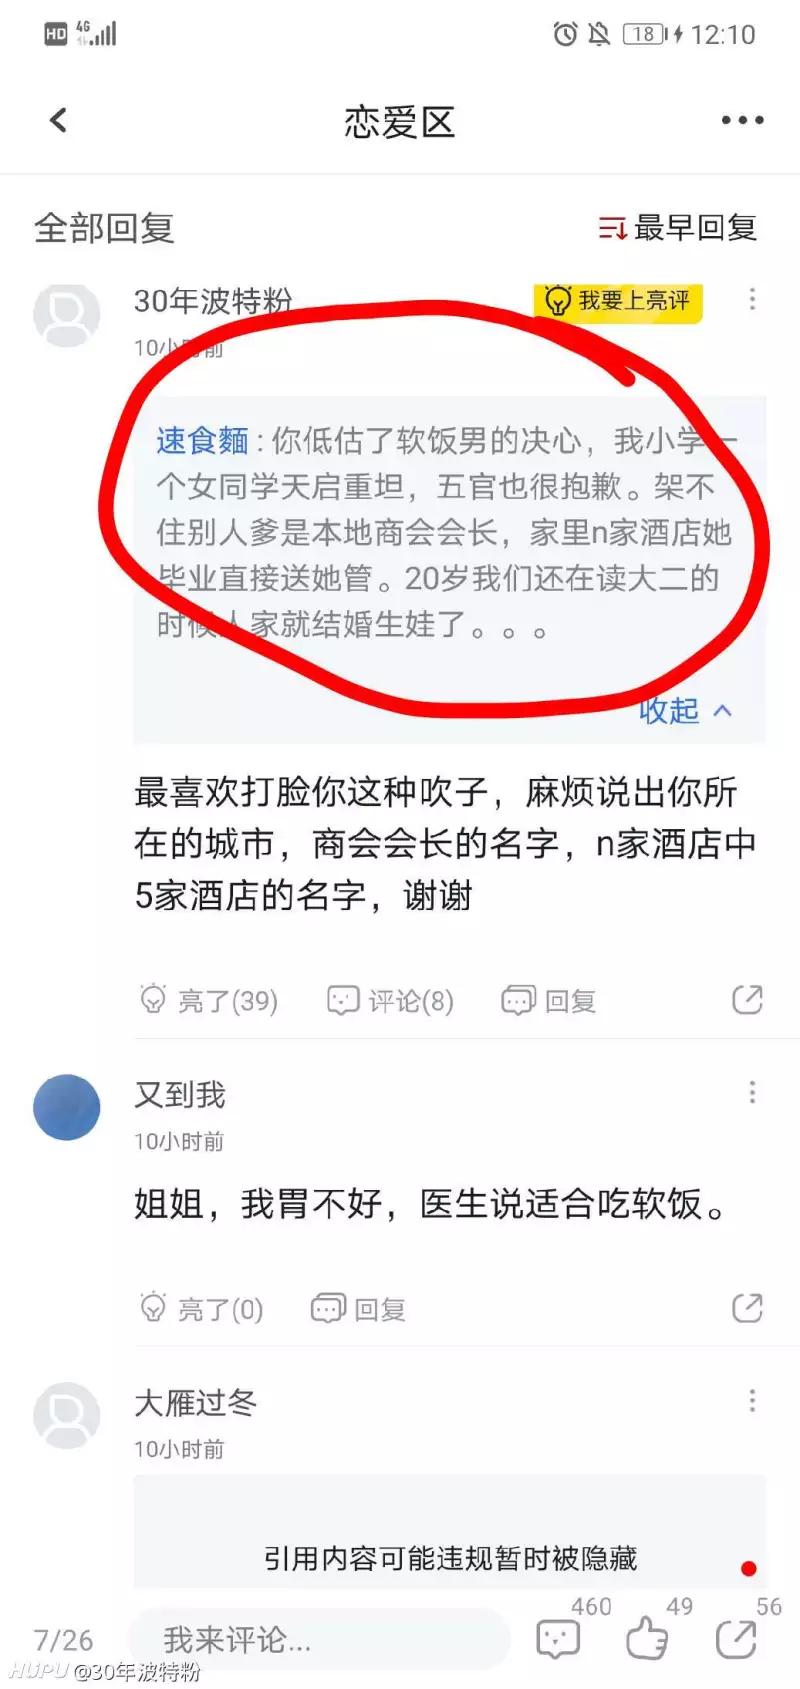 HD 4G 18 12:10
恋爱区
全部回复 最早回复
30年波特粉 我要上亮评
10小时前
速食麵 : 你低估了软饭男的决心，我小学一
个女同学天启重坦，五官也很抱歉。架不
住别人爹是本地商会会长，家里n家酒店她
毕业直接送她管。20岁我们还在读大二的
时候人家就结婚生娃了。。。
收起
最喜欢打脸你这种吹子，麻烦说出你所
在的城市，商会会长的名字，n家酒店中
5家酒店的名字，谢谢
亮了(39) 评论(8) 回复
又到我
10小时前
姐姐，我胃不好，医生说适合吃软饭。
亮了(0) 回复
大雁过冬
10小时前
引用内容可能违规暂时被隐藏
7/26 我来评论... 460 49 56
HUPU @30年波特粉